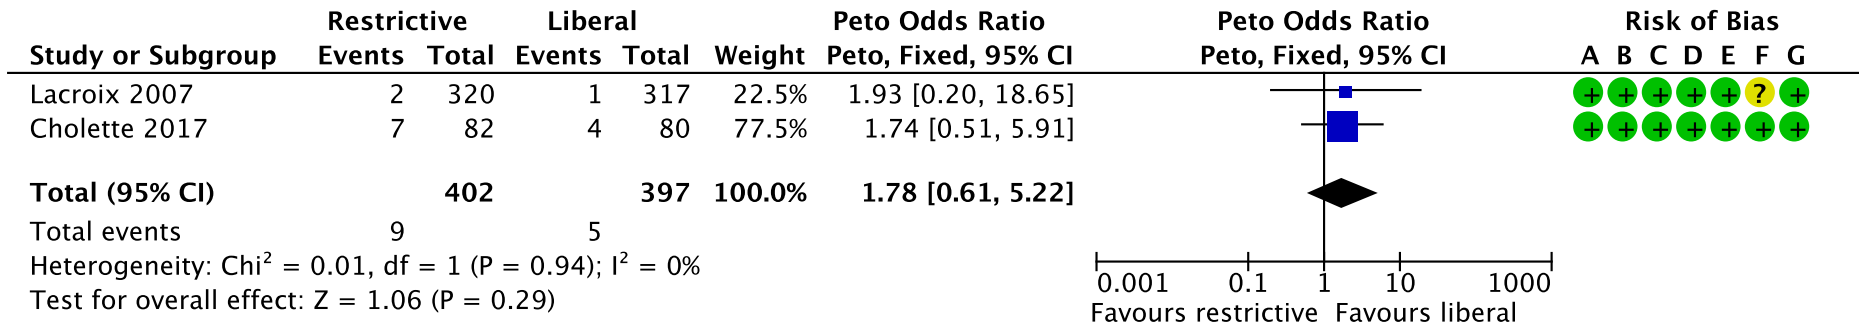 Restrictive Liberal Peto Odds Ratio Peto Odds Ratio Risk of Bias
Study or Subgroup Events Total Events Total Weight Peto, Fixed, 95% CI Peto, Fixed, 95% CI A B C D E F G
Lacroix 2007 2 320 1 317 22.5% 1.93 [0.20, 18.65] + + + + + ? +
Cholette 2017 7 82 4 80 77.5% 1.74 [0.51, 5.91] + + + + + + +
Total (95% CI) 402 397 100.0% 1.78 [0.61, 5.22]
Total events 9 5
Heterogeneity: Chi² = 0.01, df = 1 (P = 0.94); I² = 0%
Test for overall effect: Z = 1.06 (P = 0.29)
0.001 0.1 1 10 1000
Favours restrictive Favours liberal